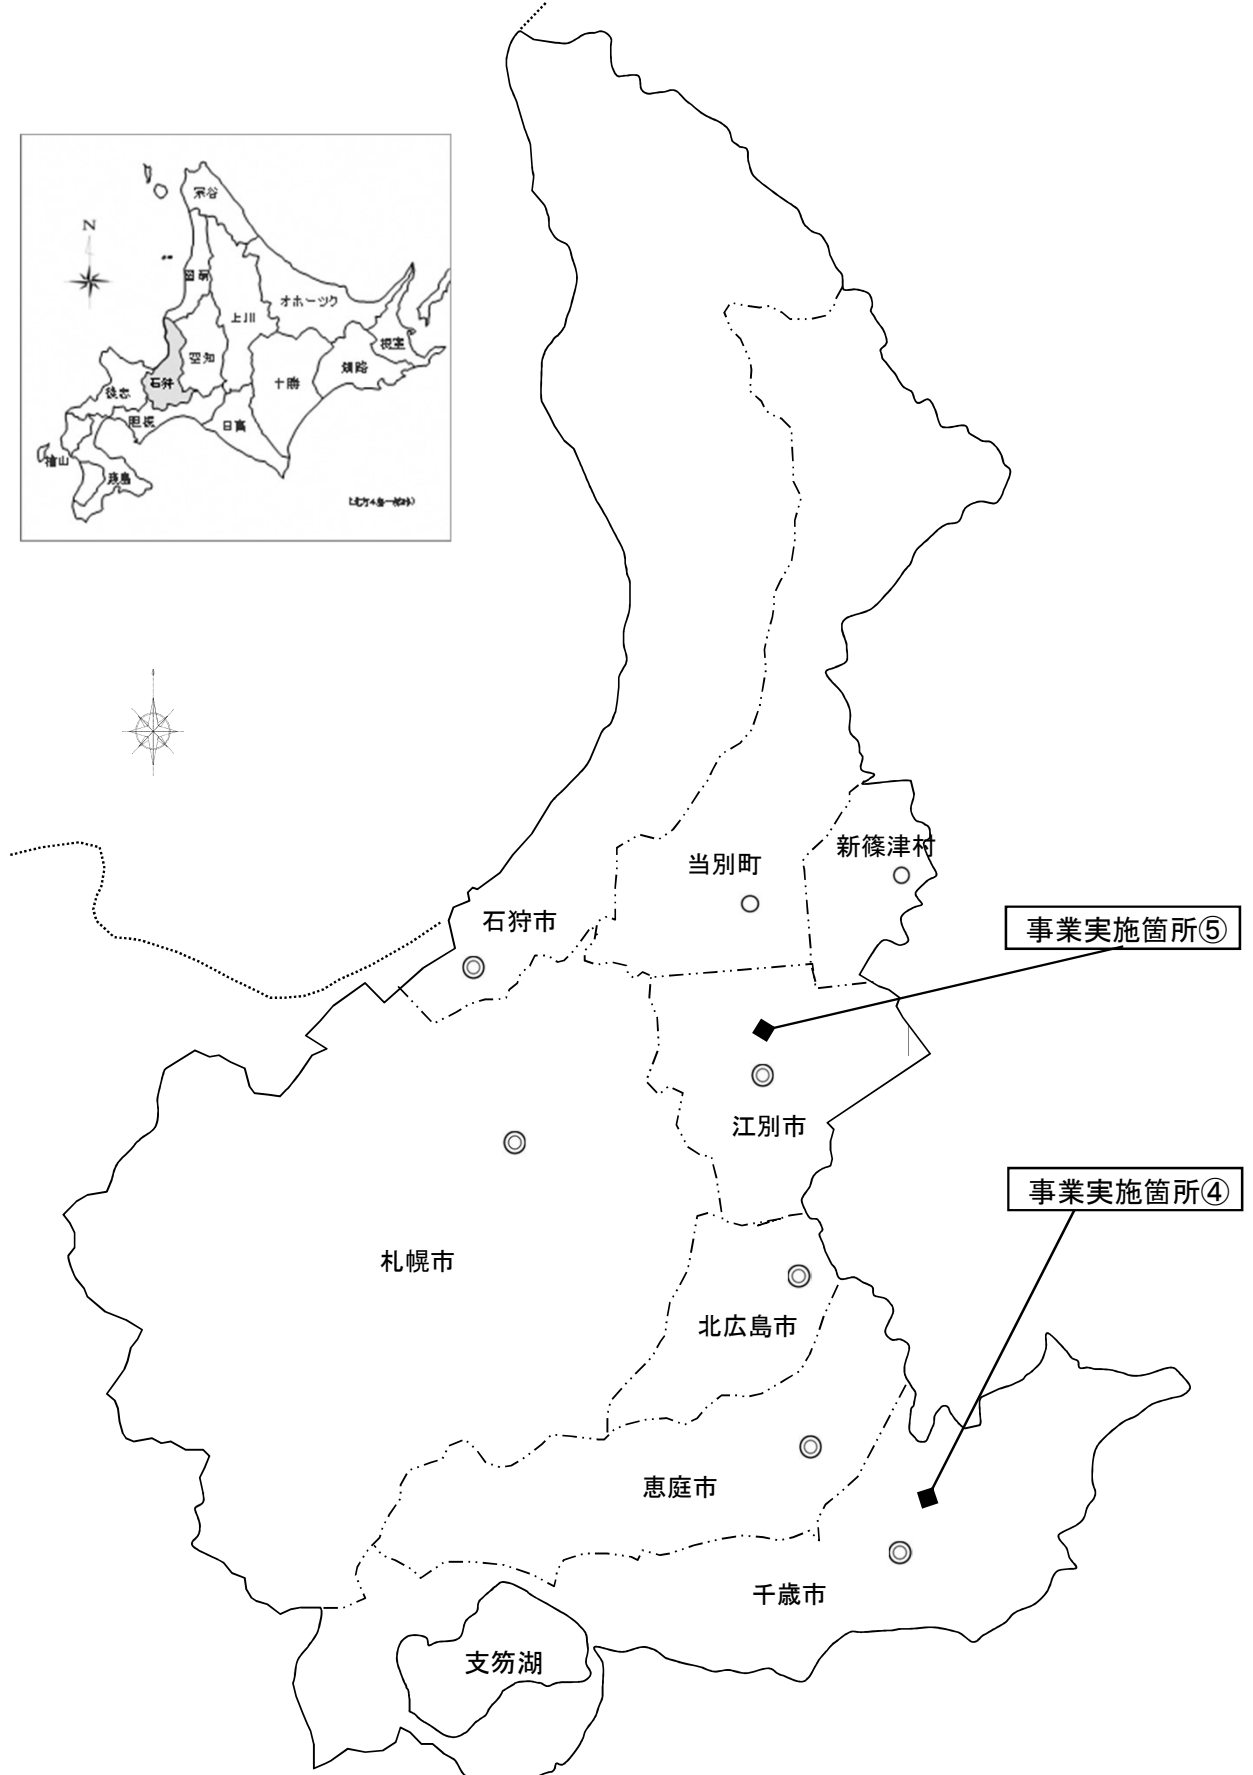 宗谷
N
留萌
オホーツク
上川
根室
空知
釧路
石狩
十勝
後志
胆振
日高
檜山
渡島
新篠津村
当別町
石狩市
事業実施箇所⑤
江別市
事業実施箇所④
札幌市
北広島市
恵庭市
千歳市
支笏湖